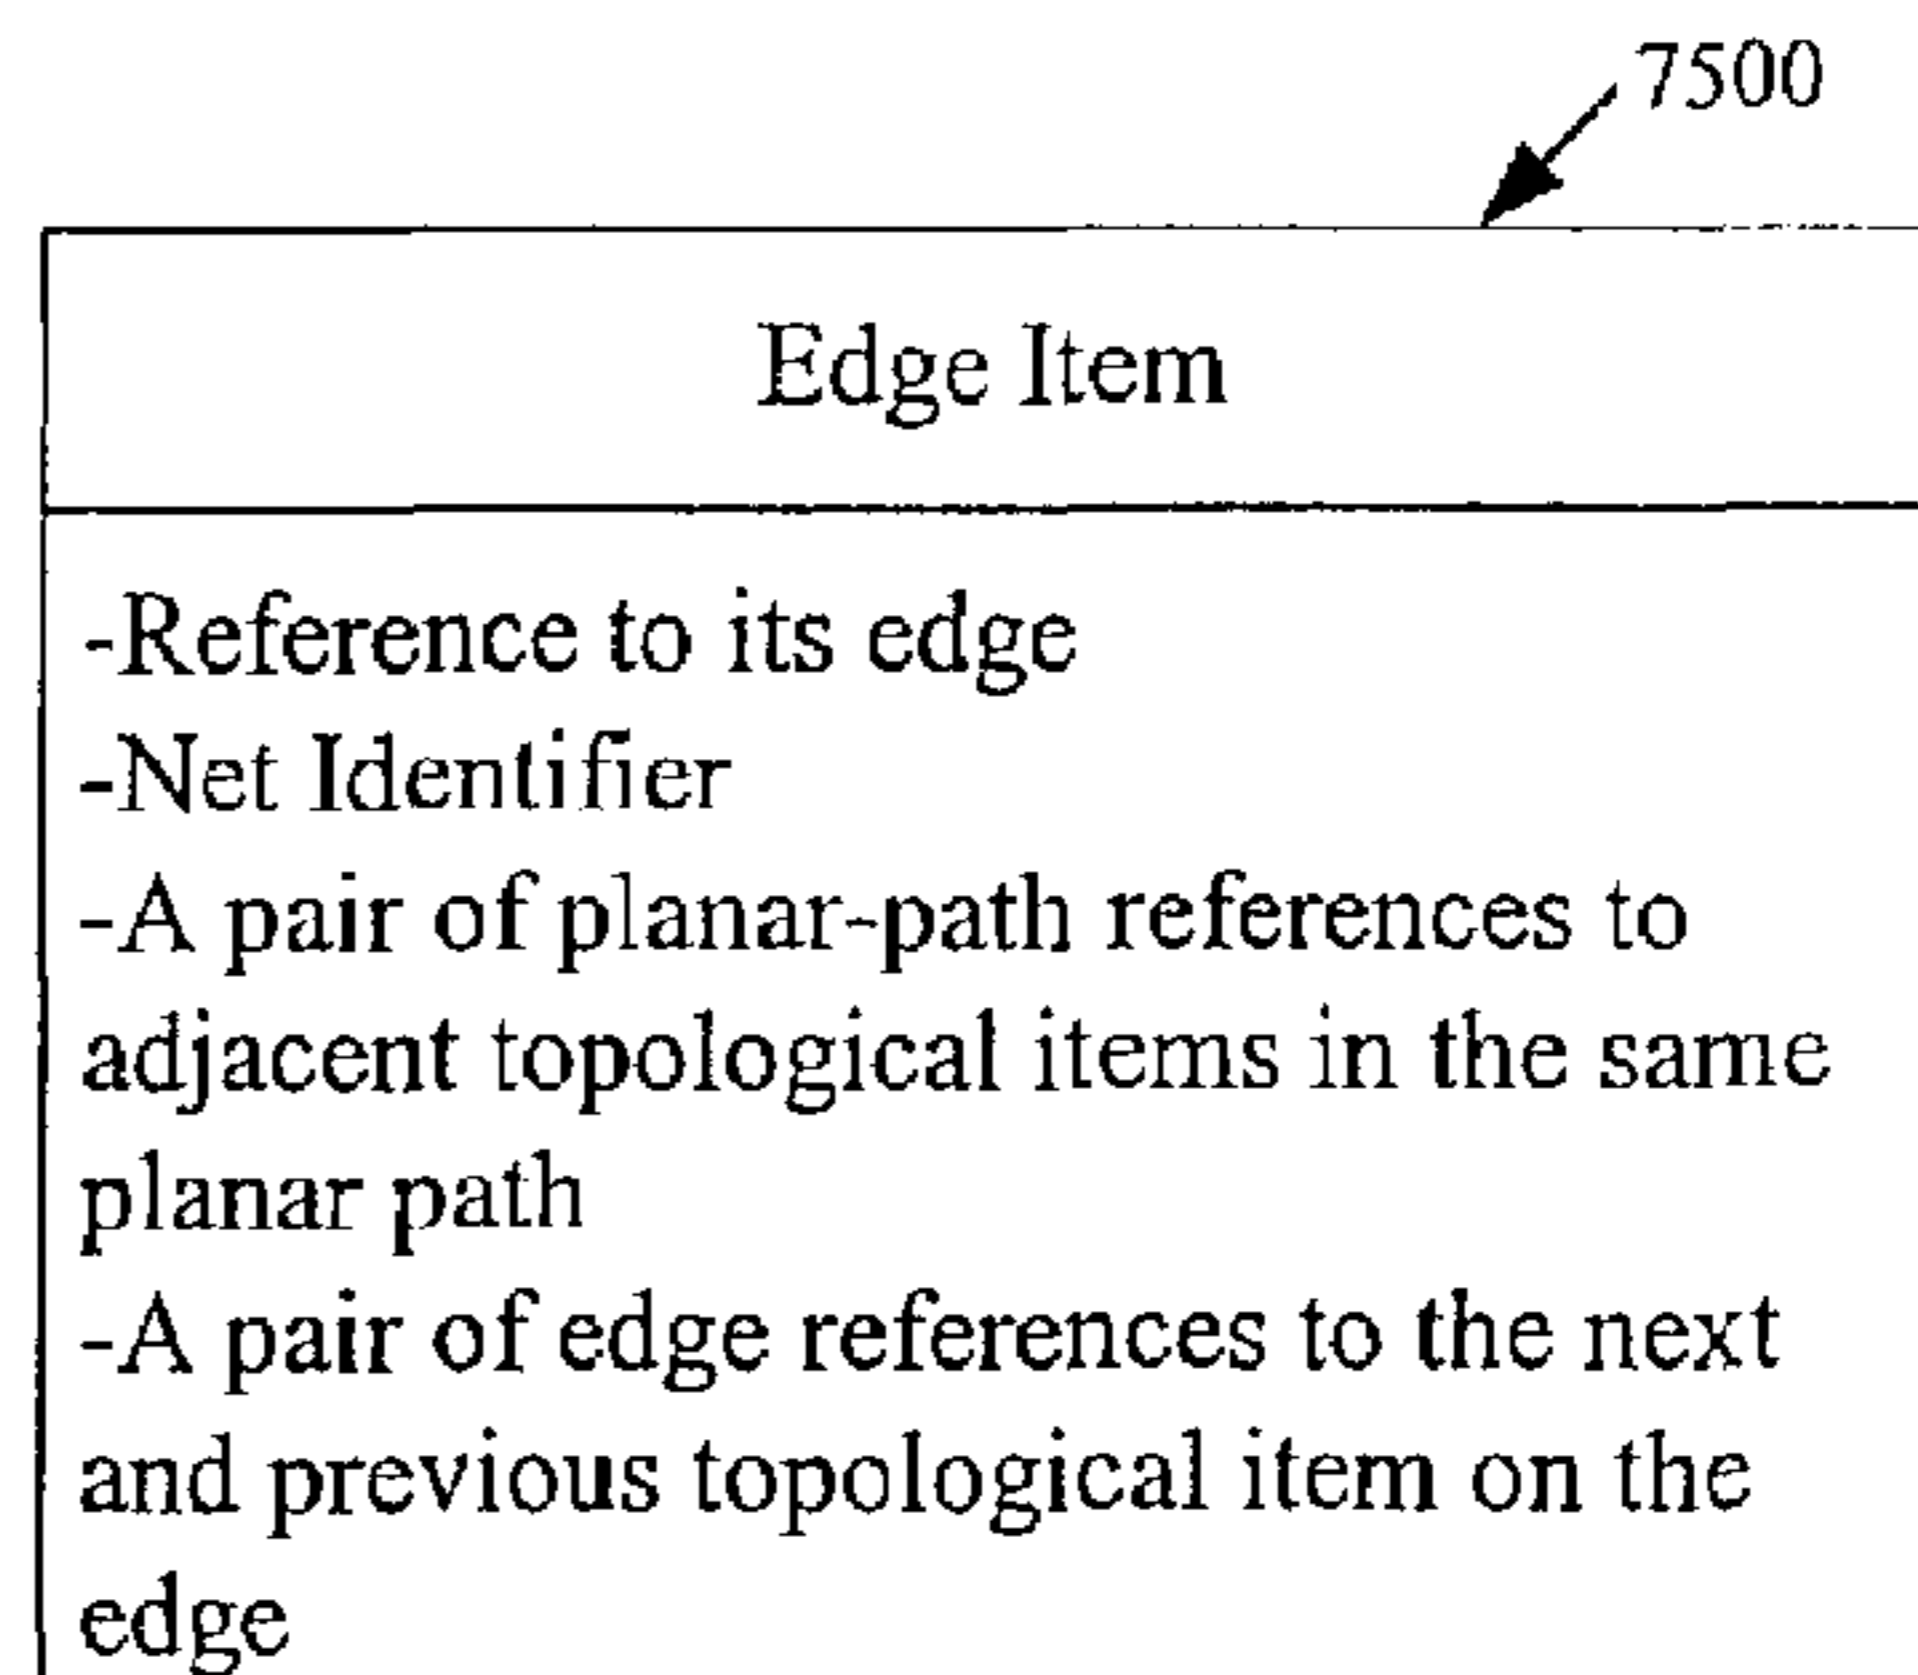 7500
Edge Item
-Reference to its edge
-Net Identifier
-A pair of planar-path references to
adjacent topological items in the same
planar path
-A pair of edge references to the next
and previous topological item on the
edge